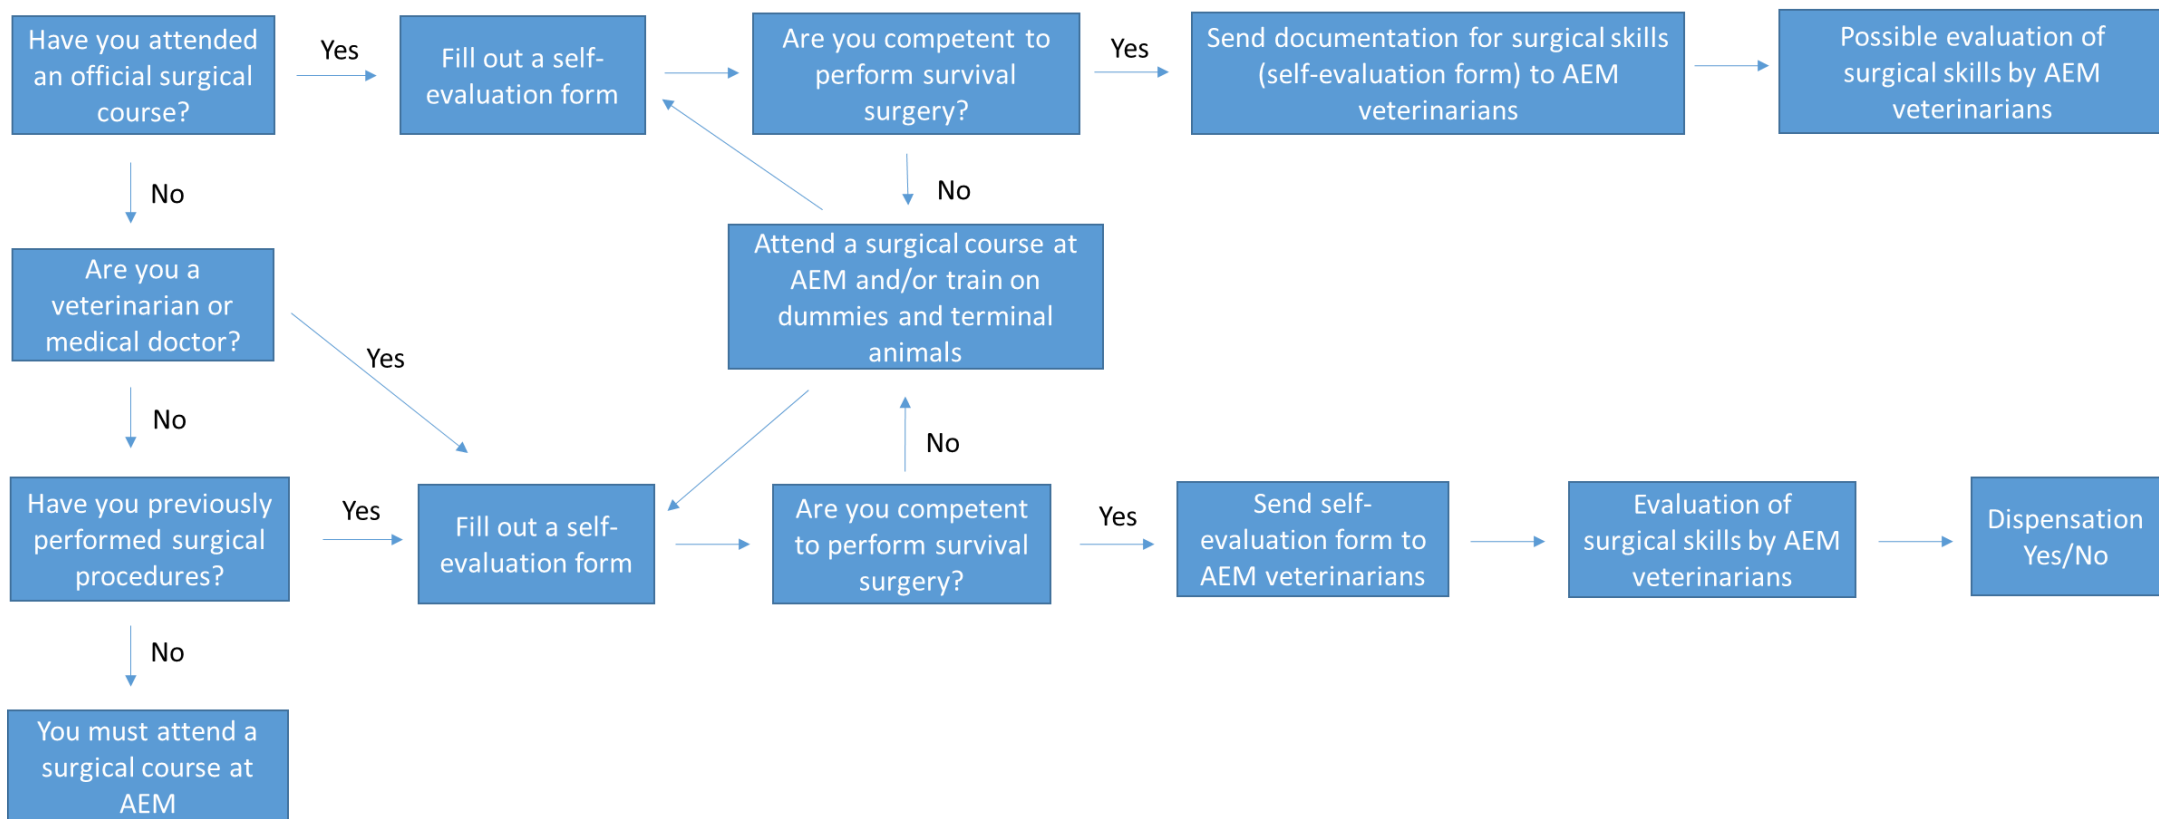 Have you attended
an official surgical
course?
Yes
Fill out a self-
evaluation form
Are you competent to
perform survival
surgery?
Yes
Send documentation for surgical skills
(self-evaluation form) to AEM
veterinarians
Possible evaluation of
surgical skills by AEM
veterinarians
No
No
Are you a
veterinarian or
medical doctor?
Yes
Attend a surgical course at
AEM and/or train on
dummies and terminal
animals
No
No
Have you previously
performed surgical
procedures?
Yes
Fill out a self-
evaluation form
Are you competent
to perform survival
surgery?
Yes
Send self-
evaluation form to
AEM veterinarians
Evaluation of
surgical skills by AEM
veterinarians
Dispensation
Yes/No
No
You must attend a
surgical course at
AEM